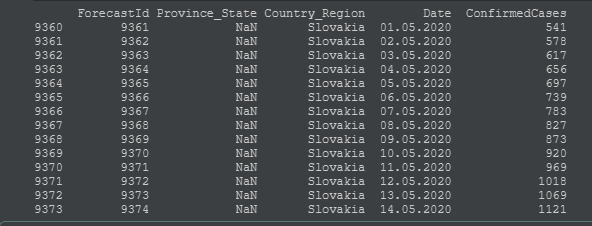 ForecastId Province_State Country_Region Date ConfirmedCases
9360 9361 NaN Slovakia 01.05.2020 541
9361 9362 NaN Slovakia 02.05.2020 578
9362 9363 NaN Slovakia 03.05.2020 617
9363 9364 NaN Slovakia 04.05.2020 656
9364 9365 NaN Slovakia 05.05.2020 697
9365 9366 NaN Slovakia 06.05.2020 739
9366 9367 NaN Slovakia 07.05.2020 783
9367 9368 NaN Slovakia 08.05.2020 827
9368 9369 NaN Slovakia 09.05.2020 873
9369 9370 NaN Slovakia 10.05.2020 920
9370 9371 NaN Slovakia 11.05.2020 969
9371 9372 NaN Slovakia 12.05.2020 1018
9372 9373 NaN Slovakia 13.05.2020 1069
9373 9374 NaN Slovakia 14.05.2020 1121